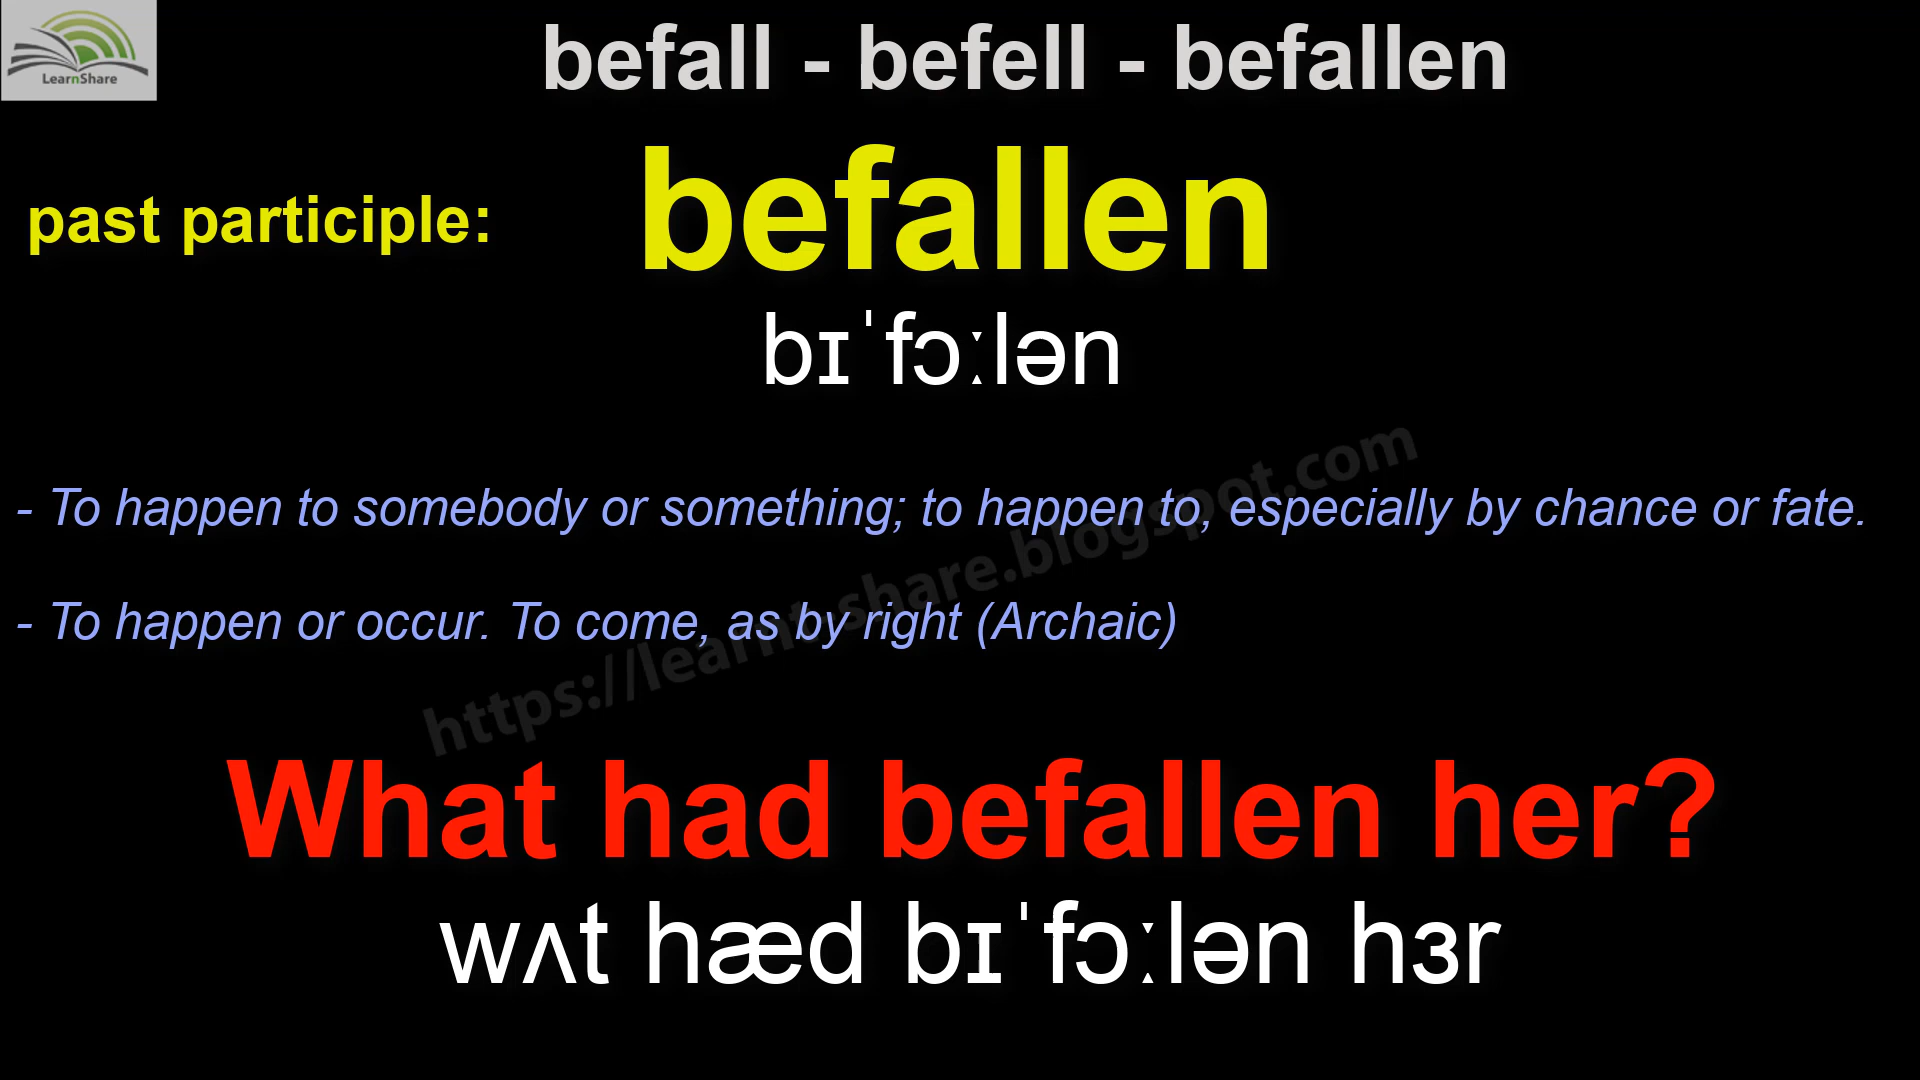 LearnShare
befall - befell - befallen
past participle: befallen
bɪˈfɔːlən
- To happen to somebody or something; to happen to, especially by chance or fate.
- To happen or occur. To come, as by right (Archaic)
https://learnt-share.blogspot.com
What had befallen her?
wʌt hæd bɪˈfɔːlən hɜr